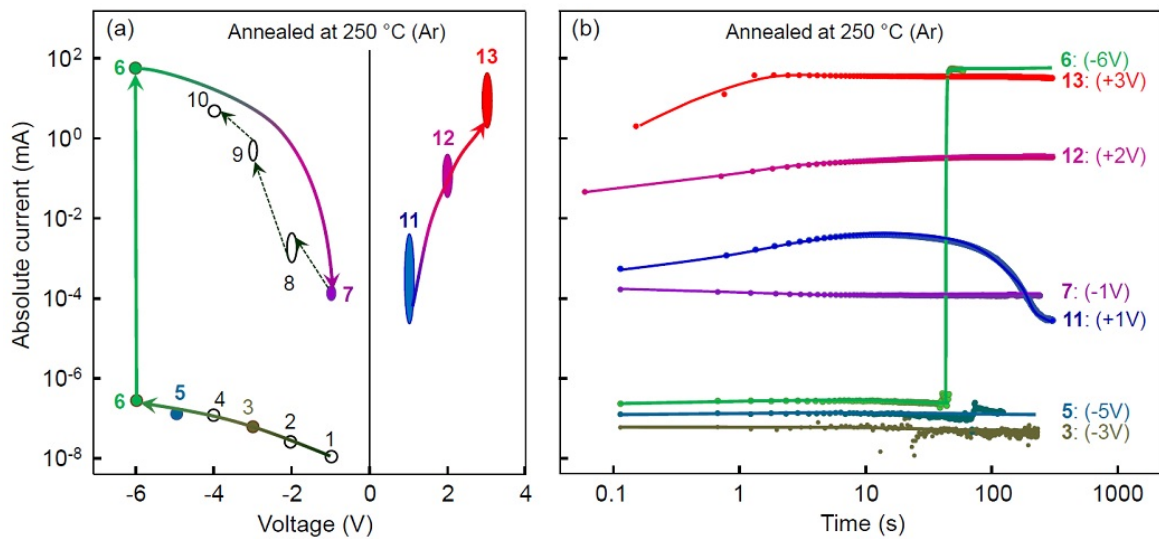 (a)
Annealed at 250 °C (Ar)
Absolute current (mA)
10²
10⁰
10⁻²
10⁻⁴
10⁻⁶
10⁻⁸
6
10
9
8
7
13
12
11
6
5
4
3
2
1
-6
-4
-2
0
2
4
Voltage (V)
(b)
Annealed at 250 °C (Ar)
6: (-6V)
13: (+3V)
12: (+2V)
7: (-1V)
11: (+1V)
5: (-5V)
3: (-3V)
0.1
1
10
100
1000
Time (s)